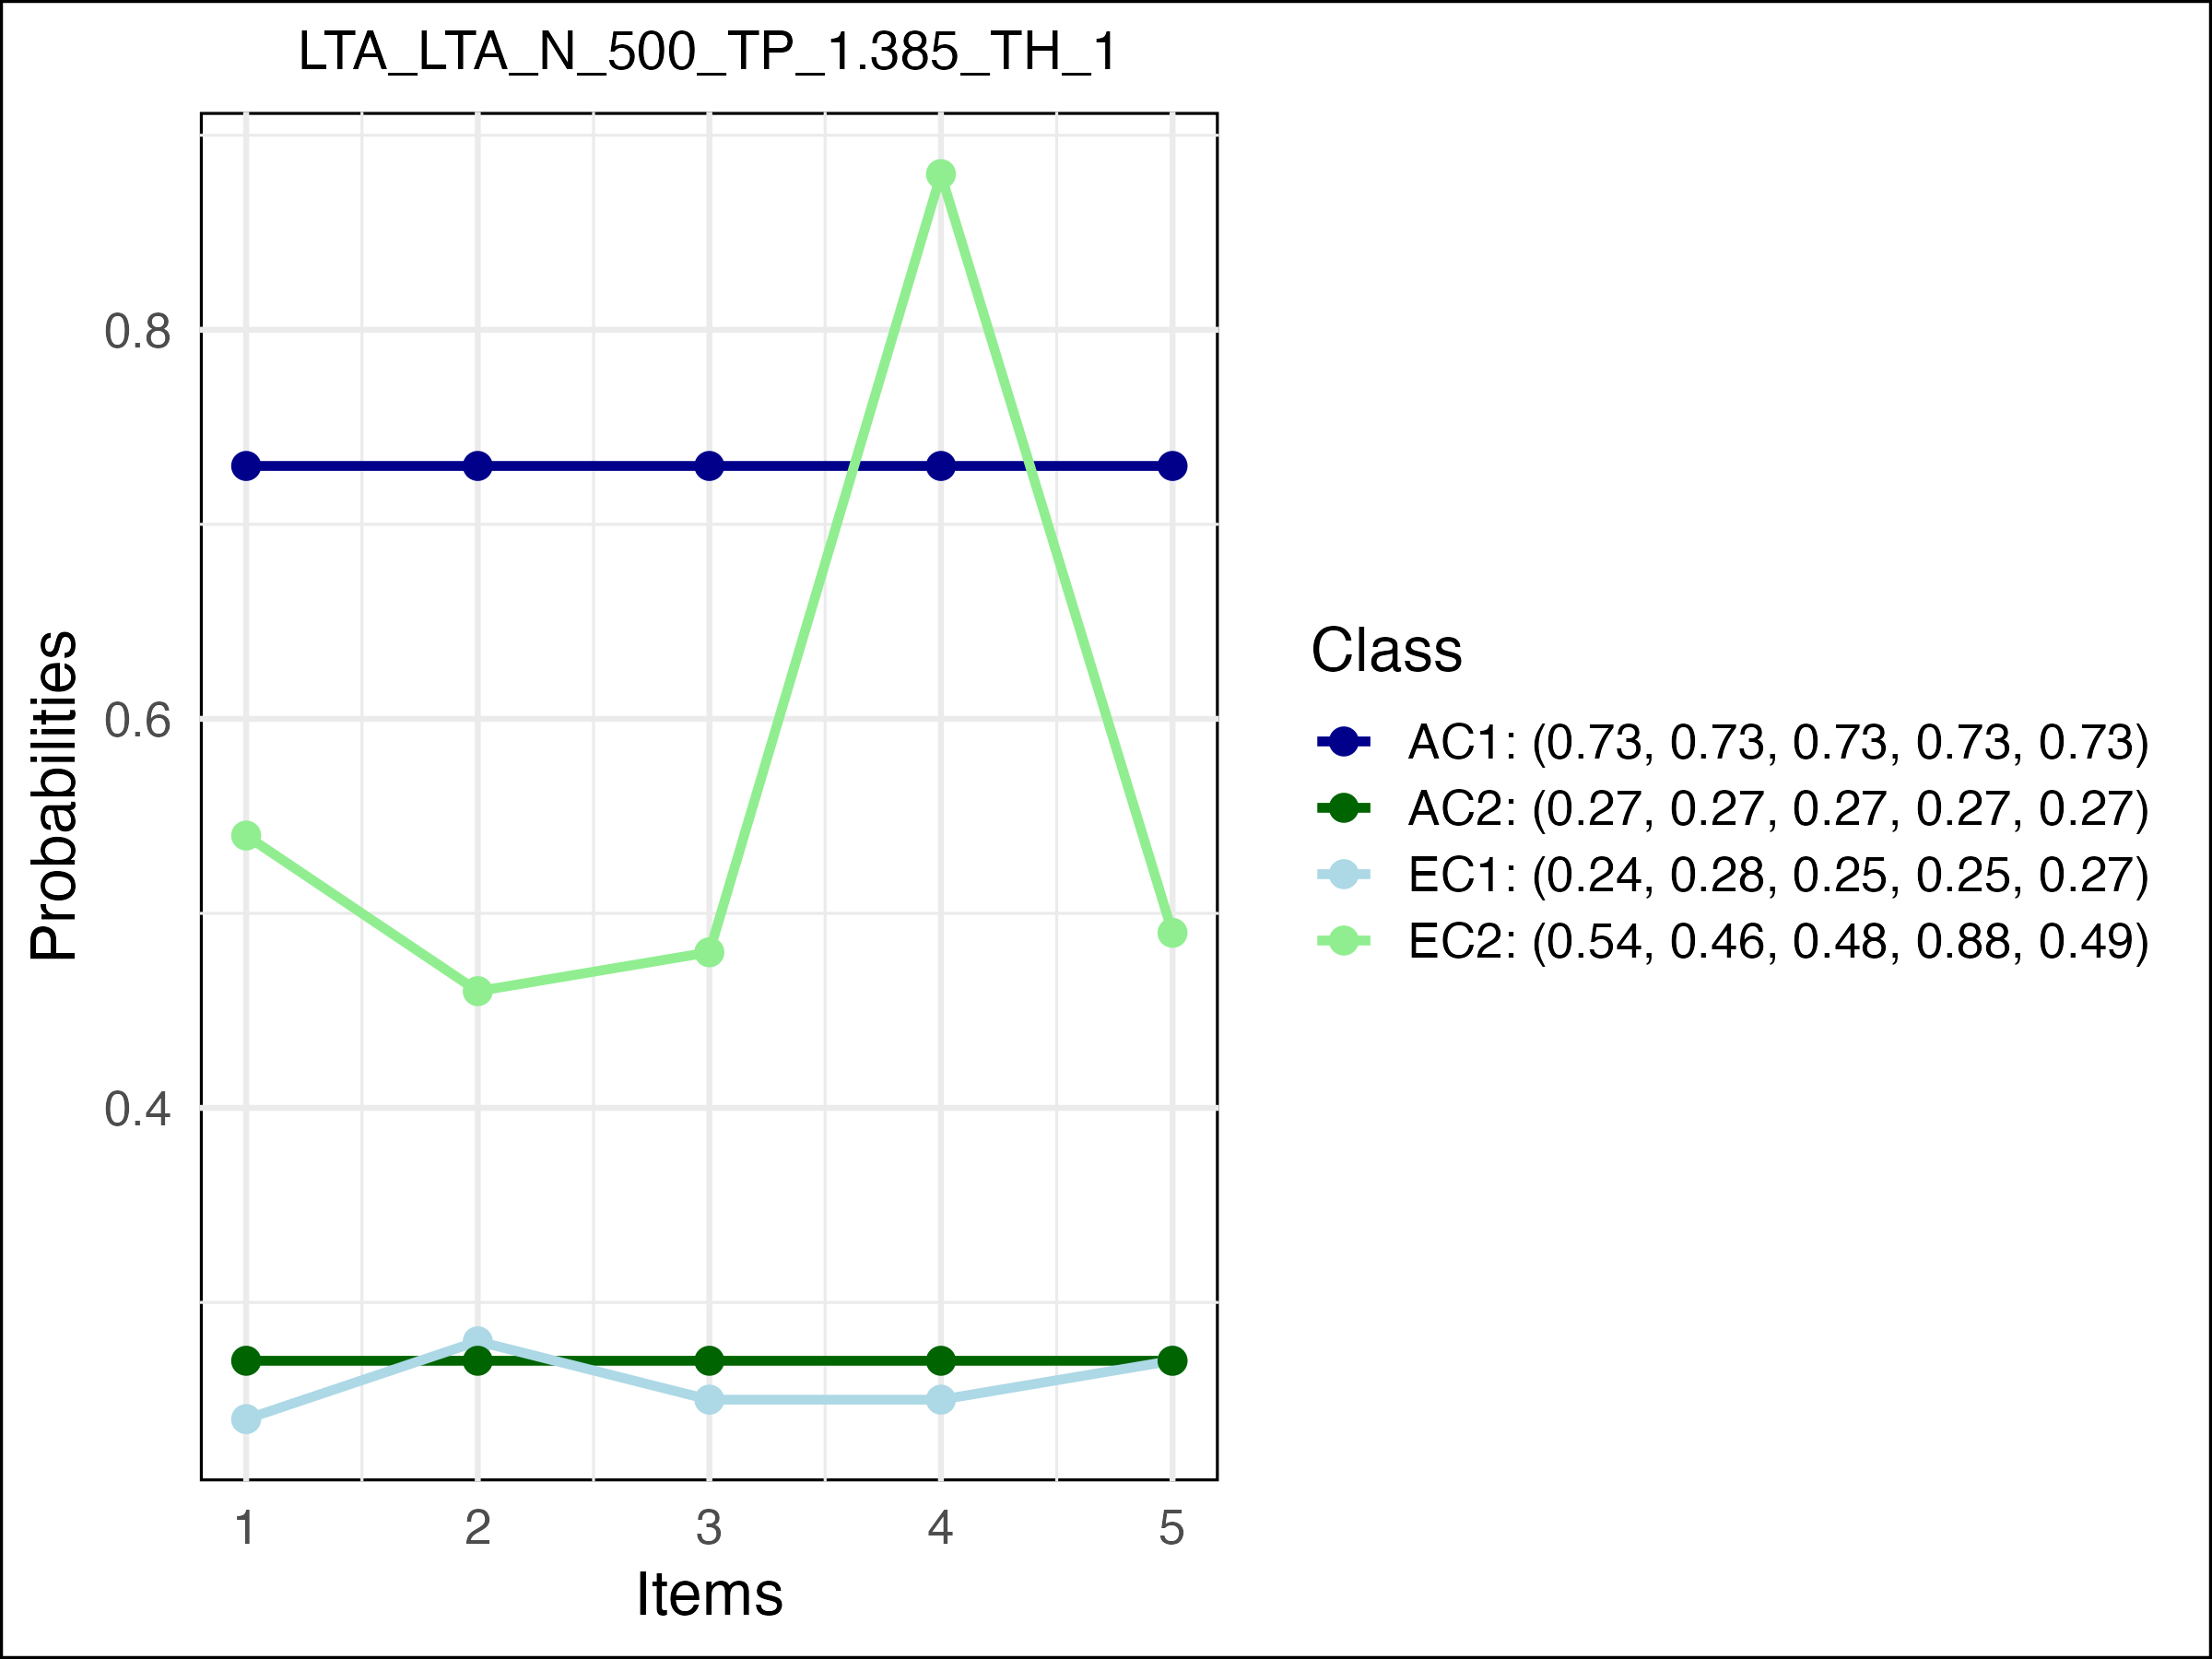 LTA_LTA_N_500_TP_1.385_TH_1
0.8
0.6
0.4
Probabilities
1 2 3 4 5
Items
Class
AC1: (0.73, 0.73, 0.73, 0.73, 0.73)
AC2: (0.27, 0.27, 0.27, 0.27, 0.27)
EC1: (0.24, 0.28, 0.25, 0.25, 0.27)
EC2: (0.54, 0.46, 0.48, 0.88, 0.49)